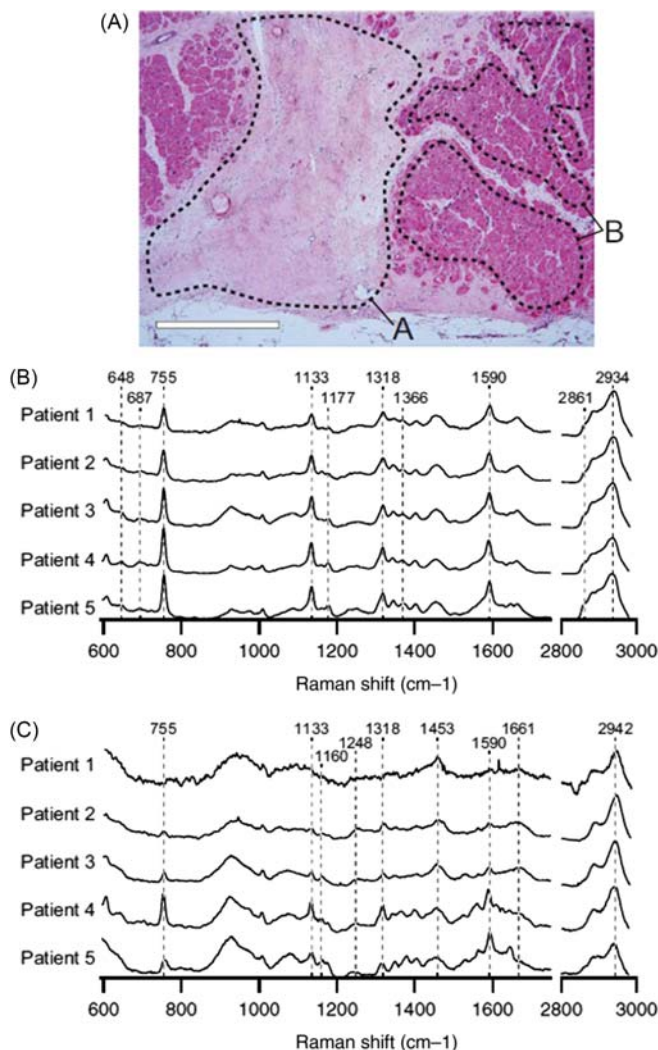 (A)
B
A
(B)
648 755 1133 1318 1590 2934
687 1177 1366 2861
Patient 1
Patient 2
Patient 3
Patient 4
Patient 5
600 800 1000 1200 1400 1600 2800 3000
Raman shift (cm–1)
(C)
755 1133 1318 1453 1661 2942
1160 1248 1590
Patient 1
Patient 2
Patient 3
Patient 4
Patient 5
600 800 1000 1200 1400 1600 2800 3000
Raman shift (cm–1)